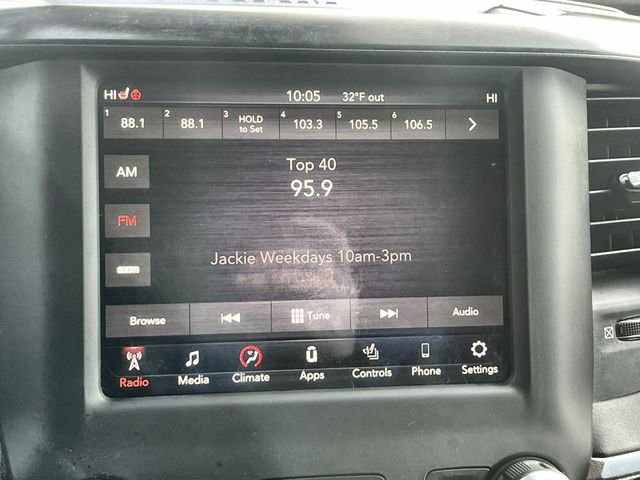 HI 10:05 32°F out HI
1 88.1 2 88.1 3 HOLD to Set 4 103.3 5 105.5 6 106.5
AM
Top 40
95.9
FM
Jackie Weekdays 10am-3pm
sxm
Browse Tune Audio
Radio Media Climate Apps Controls Phone Settings